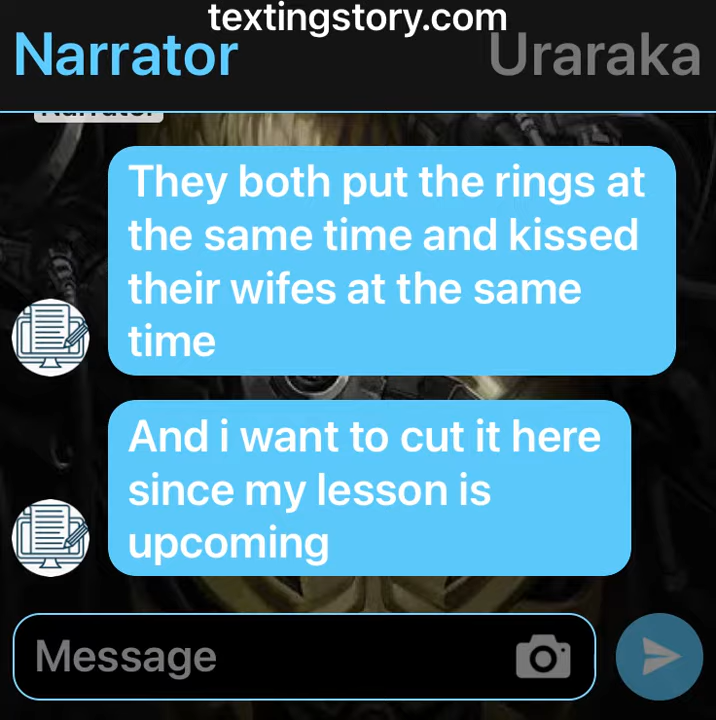 textingstory.com
Narrator
Uraraka
Narrator
They both put the rings at
the same time and kissed
their wifes at the same
time
And i want to cut it here
since my lesson is
upcoming
Message